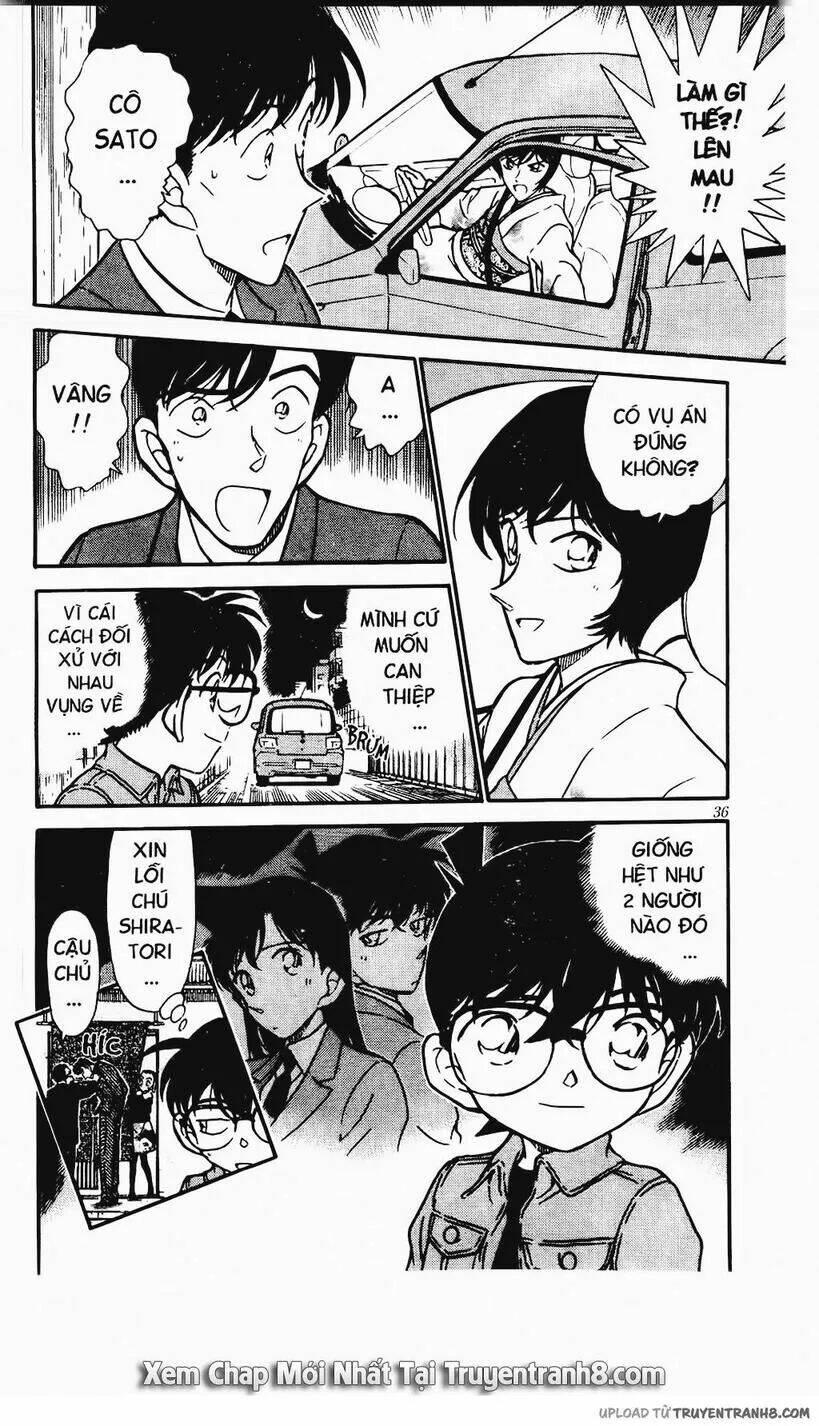 LÀM GÌ
THẾ?!
LÊN
MAU
!!
CÔ
SATO
...
CÓ VỤ ÁN
ĐÚNG
KHÔNG?
A
...
VÂNG
!!
MÌNH CỨ
MUỐN
CAN
THIỆP
...
VÌ CÁI
CÁCH ĐỐI
XỬ VỚI
NHAU
VỤNG VỀ
...
BRỪM
36
GIỐNG
HỆT NHƯ
2 NGƯỜI
NÀO ĐÓ
...
XIN
LỖI
CHÚ
SHIRA-
TORI
...
CẬU
CHỦ
...
HÍC
Xem Chap Mới Nhất Tại Truyentranh8.com
UPLOAD TỪ TRUYENTRANH8.COM